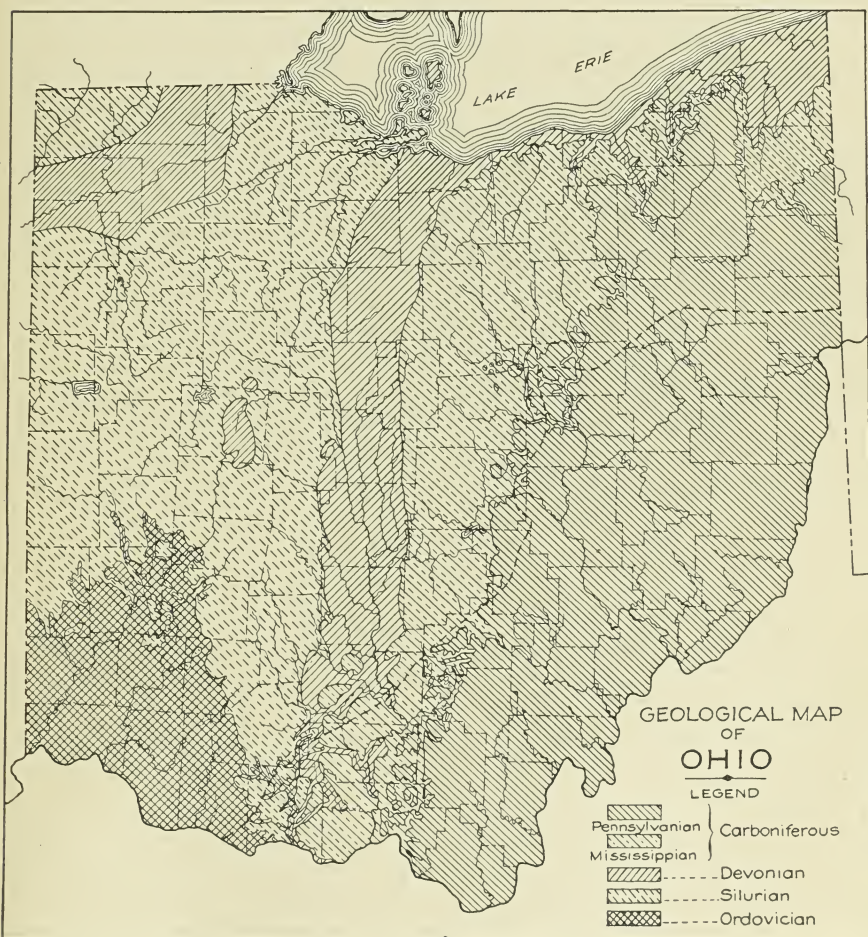 LAKE ERIE
GEOLOGICAL MAP
OF
OHIO
LEGEND
Pennsylvanian
Carboniferous
Mississippian
Devonian
Silurian
Ordovician